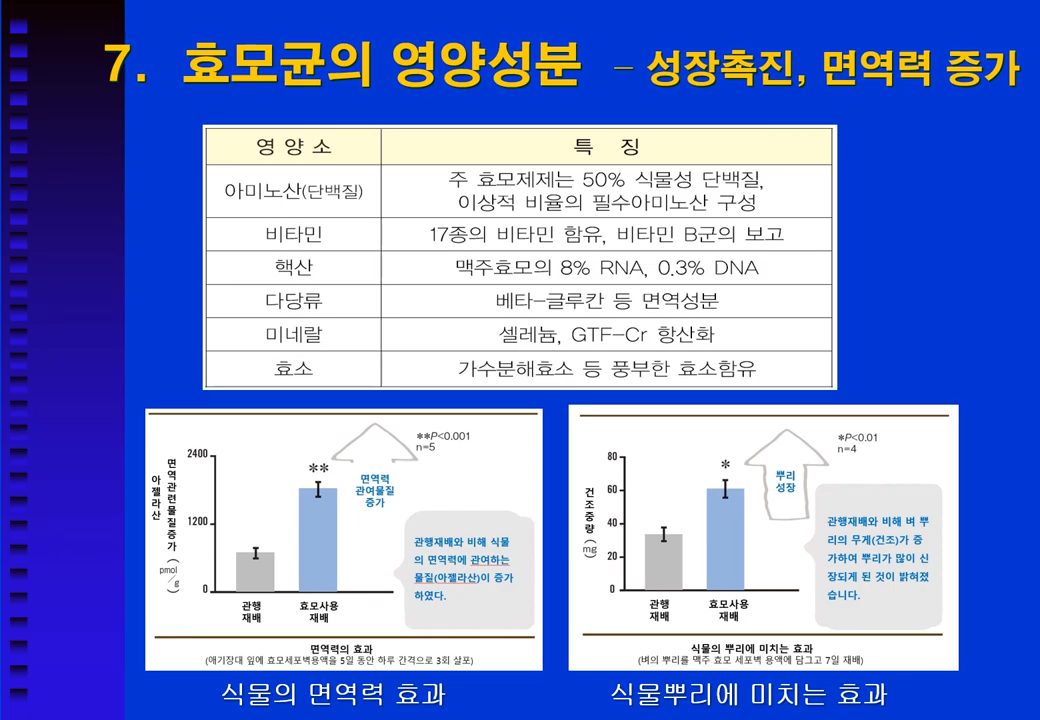 7. 효모균의 영양성분 – 성장촉진, 면역력 증가
영 양 소 특 징
아미노산(단백질) 주 효모제제는 50% 식물성 단백질,
이상적 비율의 필수아미노산 구성
비타민 17종의 비타민 함유, 비타민 B군의 보고
핵산 맥주효모의 8% RNA, 0.3% DNA
다당류 베타-글루칸 등 면역성분
미네랄 셀레늄, GTF-Cr 항산화
효소 가수분해효소 등 풍부한 효소함유
**P<0.001
n=5
아젤라산
면역관련물질증가 (pmol/g)
2400
1200
0
**
면역력
관여물질
증가
관행재배와 비해 식물
의 면역력에 관여하는
물질(아젤라산)이 증가
하였다.
관행
재배
효모사용
재배
면역력의 효과
(애기장대 잎에 효모세포벽용액을 5일 동안 하루 간격으로 3회 살포)
식물의 면역력 효과
*P<0.01
n=4
건조중량 (mg)
80
60
40
20
0
*
뿌리
성장
관행재배와 비해 벼 뿌
리의 무게(건조)가 증
가하여 뿌리가 많이 신
장되게 된 것이 밝혀졌
습니다.
관행
재배
효모사용
재배
식물의 뿌리에 미치는 효과
(벼의 뿌리를 맥주 효모 세포벽 용액에 담그고 7일 재배)
식물뿌리에 미치는 효과